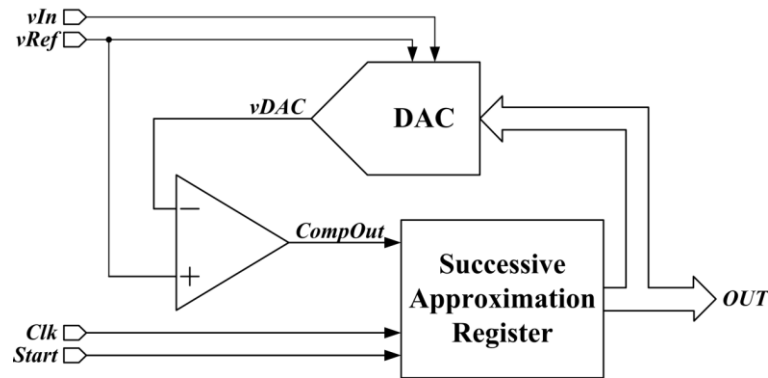 vIn
vRef
vDAC
DAC
−
+
CompOut
Successive
Approximation
Register
OUT
Clk
Start